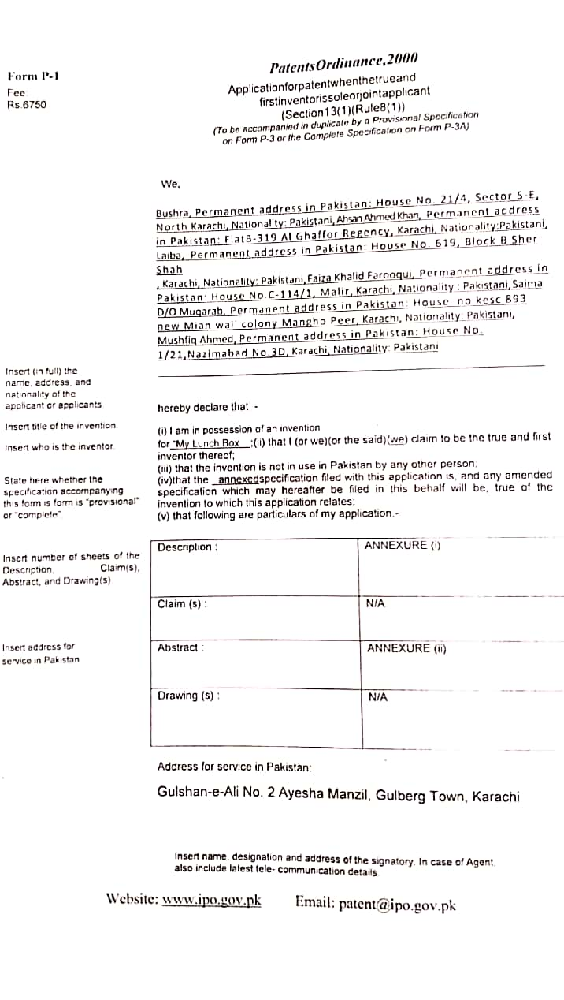 Form P-1
Fee:
Rs.6750
PatentsOrdinance,2000
Applicationforpatentwhenthetrueand
firstinventorissoleorjointapplicant
(Section13(1)(Rule8(1))
(To be accompanied in duplicate by a Provisional Specification
on Form P-3 or the Complete Specification on Form P-3A)
We,
Bushra, Permanent address in Pakistan: House No. 21/4, Sector 5-E,
North Karachi, Nationality: Pakistani, Ahsan Ahmed Khan, Permanent address
in Pakistan: FlatB-319 Al Ghaffor Regency, Karachi, Nationality:Pakistani,
Laiba, Permanent address in Pakistan: House No. 619, Block B Sher
Shah
, Karachi, Nationality: Pakistani, Faiza Khalid Farooqui, Permanent address in
Pakistan: House No.C-114/1, Malir, Karachi, Nationality : Pakistani, Saima
D/O Muqarab, Permanent address in Pakistan: House no kesc 893
new Mian wali colony Mangho Peer, Karachi, Nationality: Pakistani,
Mushfiq Ahmed, Permanent address in Pakistan: House No.
1/21,Nazimabad No.3D, Karachi, Nationality: Pakistani
Insert (in full) the
name, address, and
nationality of the
applicant or applicants
Insert title of the invention.
Insert who is the inventor.
State here whether the
specification accompanying
this form is form is "provisional"
or "complete".
Insert number of sheets of the
Description, Claim(s),
Abstract, and Drawing(s)
Insert address for
service in Pakistan
hereby declare that: -
(i) I am in possession of an invention
for "My Lunch Box ;(ii) that I (or we)(or the said)(we) claim to be the true and first
inventor thereof;
(iii) that the invention is not in use in Pakistan by any other person;
(iv)that the annexedspecification filed with this application is, and any amended
specification which may hereafter be filed in this behalf will be, true of the
invention to which this application relates;
(v) that following are particulars of my application.-
Description : ANNEXURE (i)
Claim (s) : N/A
Abstract : ANNEXURE (ii)
Drawing (s) : N/A
Address for service in Pakistan:
Gulshan-e-Ali No. 2 Ayesha Manzil, Gulberg Town, Karachi
Insert name, designation and address of the signatory. In case of Agent,
also include latest tele- communication details.
Website: www.ipo.gov.pk Email: patent@ipo.gov.pk